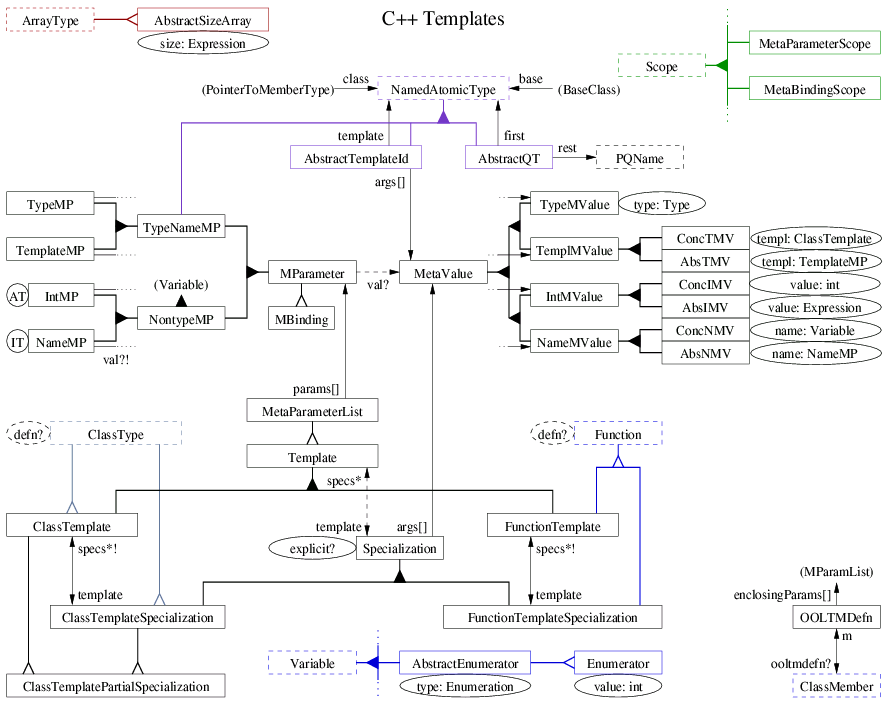 C++ Templates
ArrayType
AbstractSizeArray
size: Expression
Scope
MetaParameterScope
MetaBindingScope
(PointerToMemberType)
class
NamedAtomicType
base
(BaseClass)
template
first
AbstractTemplateId
AbstractQT
rest
PQName
args[]
TypeMP
TemplateMP
TypeNameMP
AT
IntMP
IT
NameMP
val?!
(Variable)
NontypeMP
MParameter
MBinding
val?
MetaValue
TypeMValue
type: Type
TemplMValue
ConcTMV
templ: ClassTemplate
AbsTMV
templ: TemplateMP
IntMValue
ConcIMV
value: int
AbsIMV
value: Expression
NameMValue
ConcNMV
name: Variable
AbsNMV
name: NameMP
params[]
MetaParameterList
defn?
ClassType
Template
specs*
defn?
Function
ClassTemplate
specs*!
template
template
args[]
explicit?
Specialization
FunctionTemplate
specs*!
template
ClassTemplateSpecialization
FunctionTemplateSpecialization
ClassTemplatePartialSpecialization
Variable
AbstractEnumerator
type: Enumeration
Enumerator
value: int
(MParamList)
enclosingParams[]
OOLTMDefn
m
ooltmdefn?
ClassMember